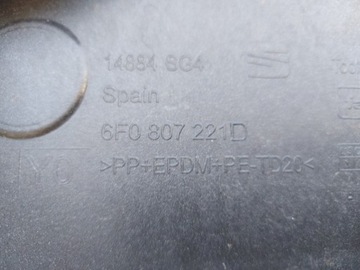 14854 SG4
Spain
6F0 807 221D
>PP+EPDM+PE-TD20<